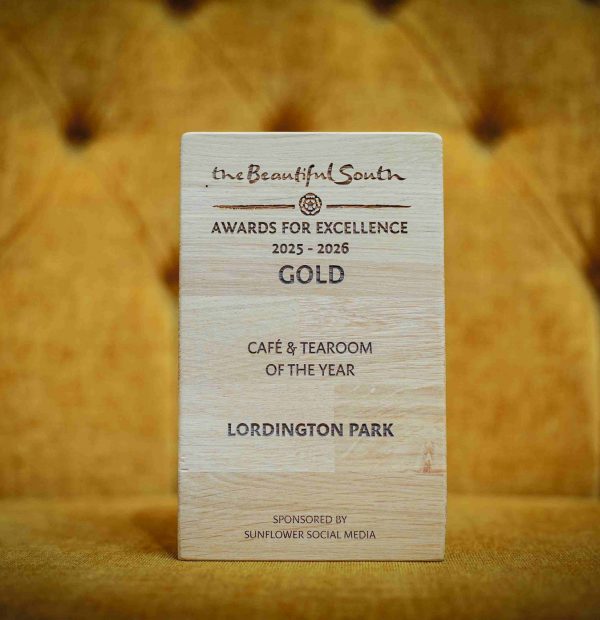 the Beautiful South
AWARDS FOR EXCELLENCE
2025 - 2026
GOLD
CAFÉ & TEAROOM
OF THE YEAR
LORDINGTON PARK
SPONSORED BY
SUNFLOWER SOCIAL MEDIA